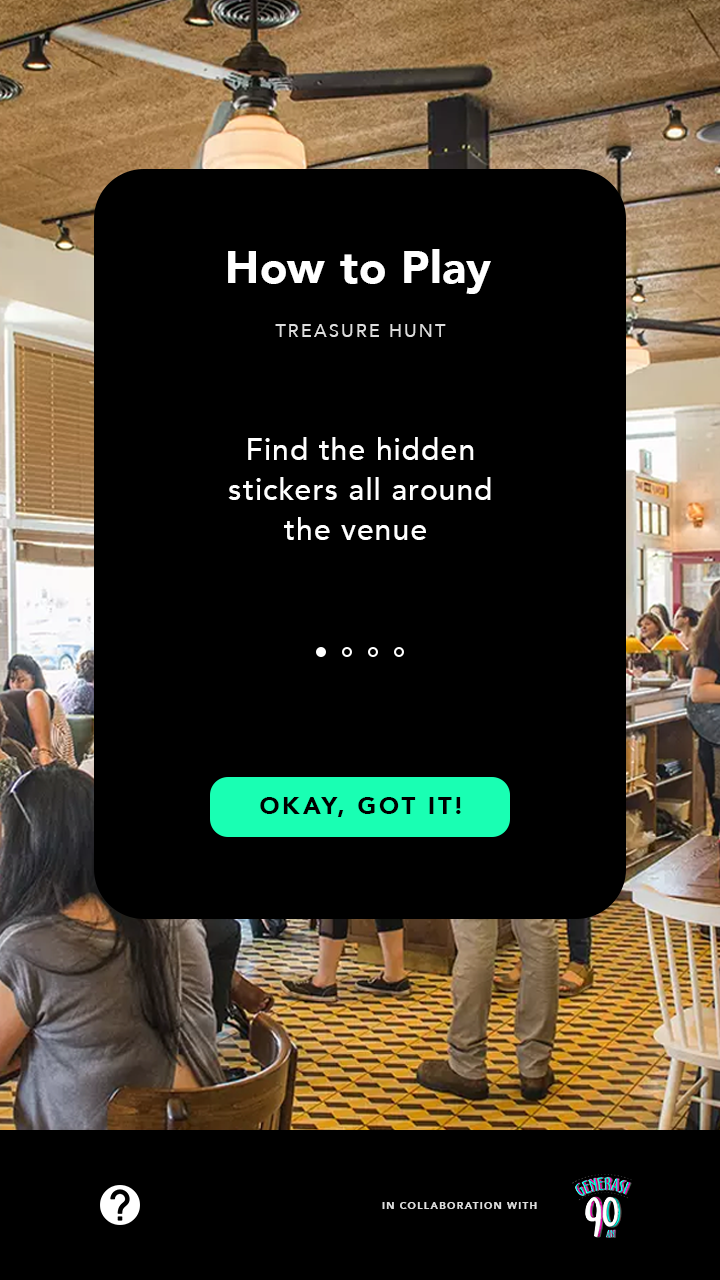 How to Play
TREASURE HUNT
Find the hidden
stickers all around
the venue
OKAY, GOT IT!
?
IN COLLABORATION WITH
GENERASI
90
AN